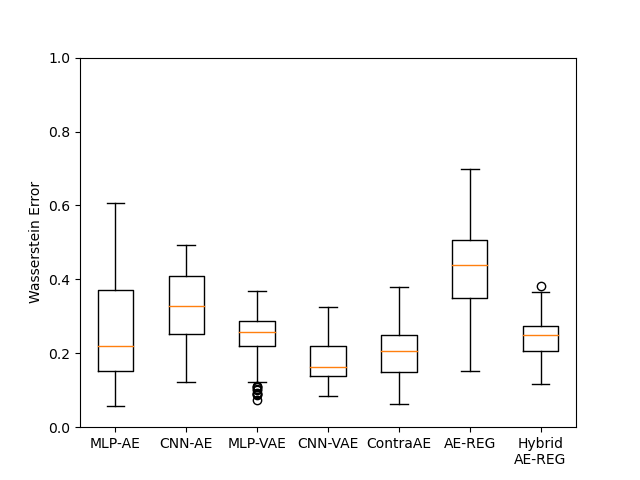 1.0
0.8
0.6
0.4
0.2
0.0
Wasserstein Error
MLP-AE
CNN-AE
MLP-VAE
CNN-VAE
ContraAE
AE-REG
Hybrid
AE-REG